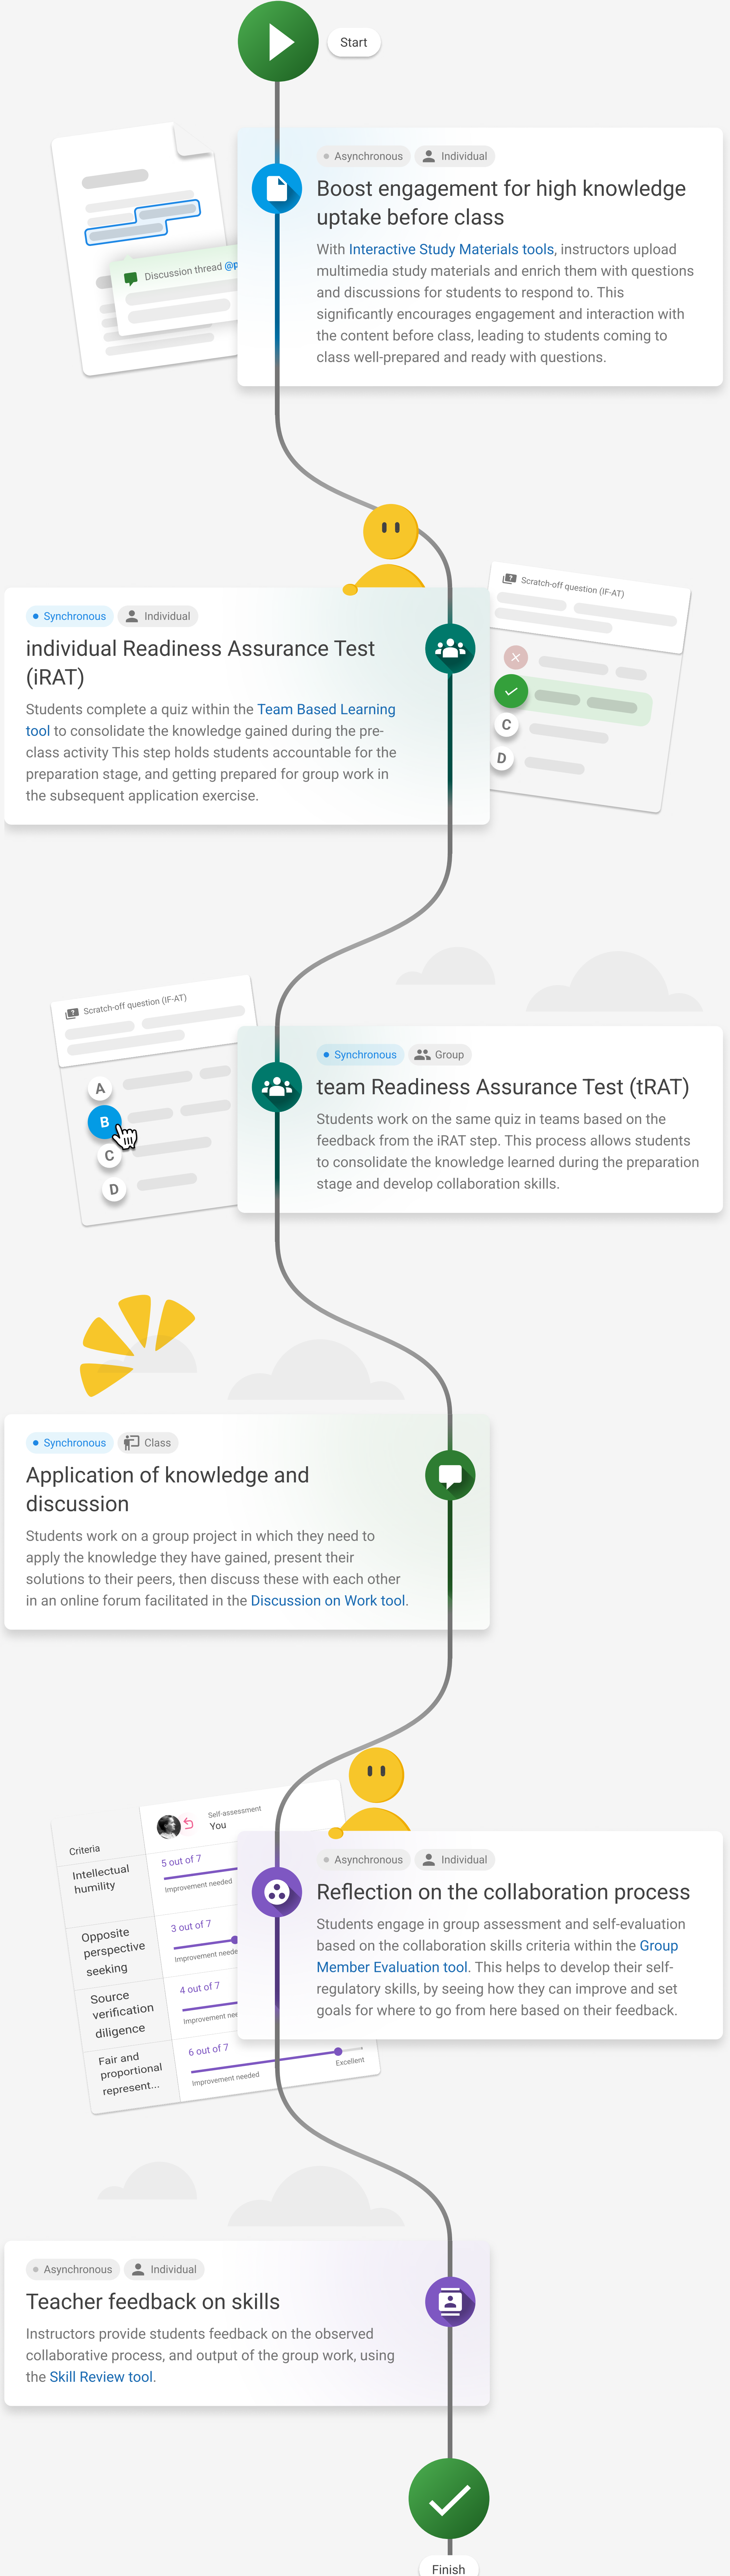 Start
Asynchronous
Individual
Boost engagement for high knowledge
uptake before class
With Interactive Study Materials tools, instructors upload
multimedia study materials and enrich them with questions
and discussions for students to respond to. This
significantly encourages engagement and interaction with
the content before class, leading to students coming to
class well-prepared and ready with questions.
Discussion thread
Synchronous
Individual
individual Readiness Assurance Test
(iRAT)
Students complete a quiz within the Team Based Learning
tool to consolidate the knowledge gained during the pre-
class activity This step holds students accountable for the
preparation stage, and getting prepared for group work in
the subsequent application exercise.
Scratch-off question (IF-AT)
C
D
Scratch-off question (IF-AT)
A
B
C
D
Synchronous
Group
team Readiness Assurance Test (tRAT)
Students work on the same quiz in teams based on the
feedback from the iRAT step. This process allows students
to consolidate the knowledge learned during the preparation
stage and develop collaboration skills.
Synchronous
Class
Application of knowledge and
discussion
Students work on a group project in which they need to
apply the knowledge they have gained, present their
solutions to their peers, then discuss these with each other
in an online forum facilitated in the Discussion on Work tool.
Criteria
Self-assessment
You
Intellectual
humility
5 out of 7
Improvement needed
Opposite
perspective
seeking
3 out of 7
Improvement neede
Source
verification
diligence
4 out of 7
Improvement nee
Fair and
proportional
represent...
6 out of 7
Improvement needed
Excellent
Asynchronous
Individual
Reflection on the collaboration process
Students engage in group assessment and self-evaluation
based on the collaboration skills criteria within the Group
Member Evaluation tool. This helps to develop their self-
regulatory skills, by seeing how they can improve and set
goals for where to go from here based on their feedback.
Asynchronous
Individual
Teacher feedback on skills
Instructors provide students feedback on the observed
collaborative process, and output of the group work, using
the Skill Review tool.
Finish